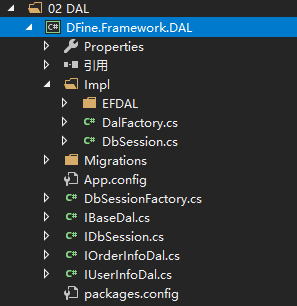 02 DAL
DFine.Framework.DAL
Properties
引用
Impl
EFDAL
DalFactory.cs
DbSession.cs
Migrations
App.config
DbSessionFactory.cs
IBaseDal.cs
IDbSession.cs
IOrderInfoDal.cs
IUserInfoDal.cs
packages.config